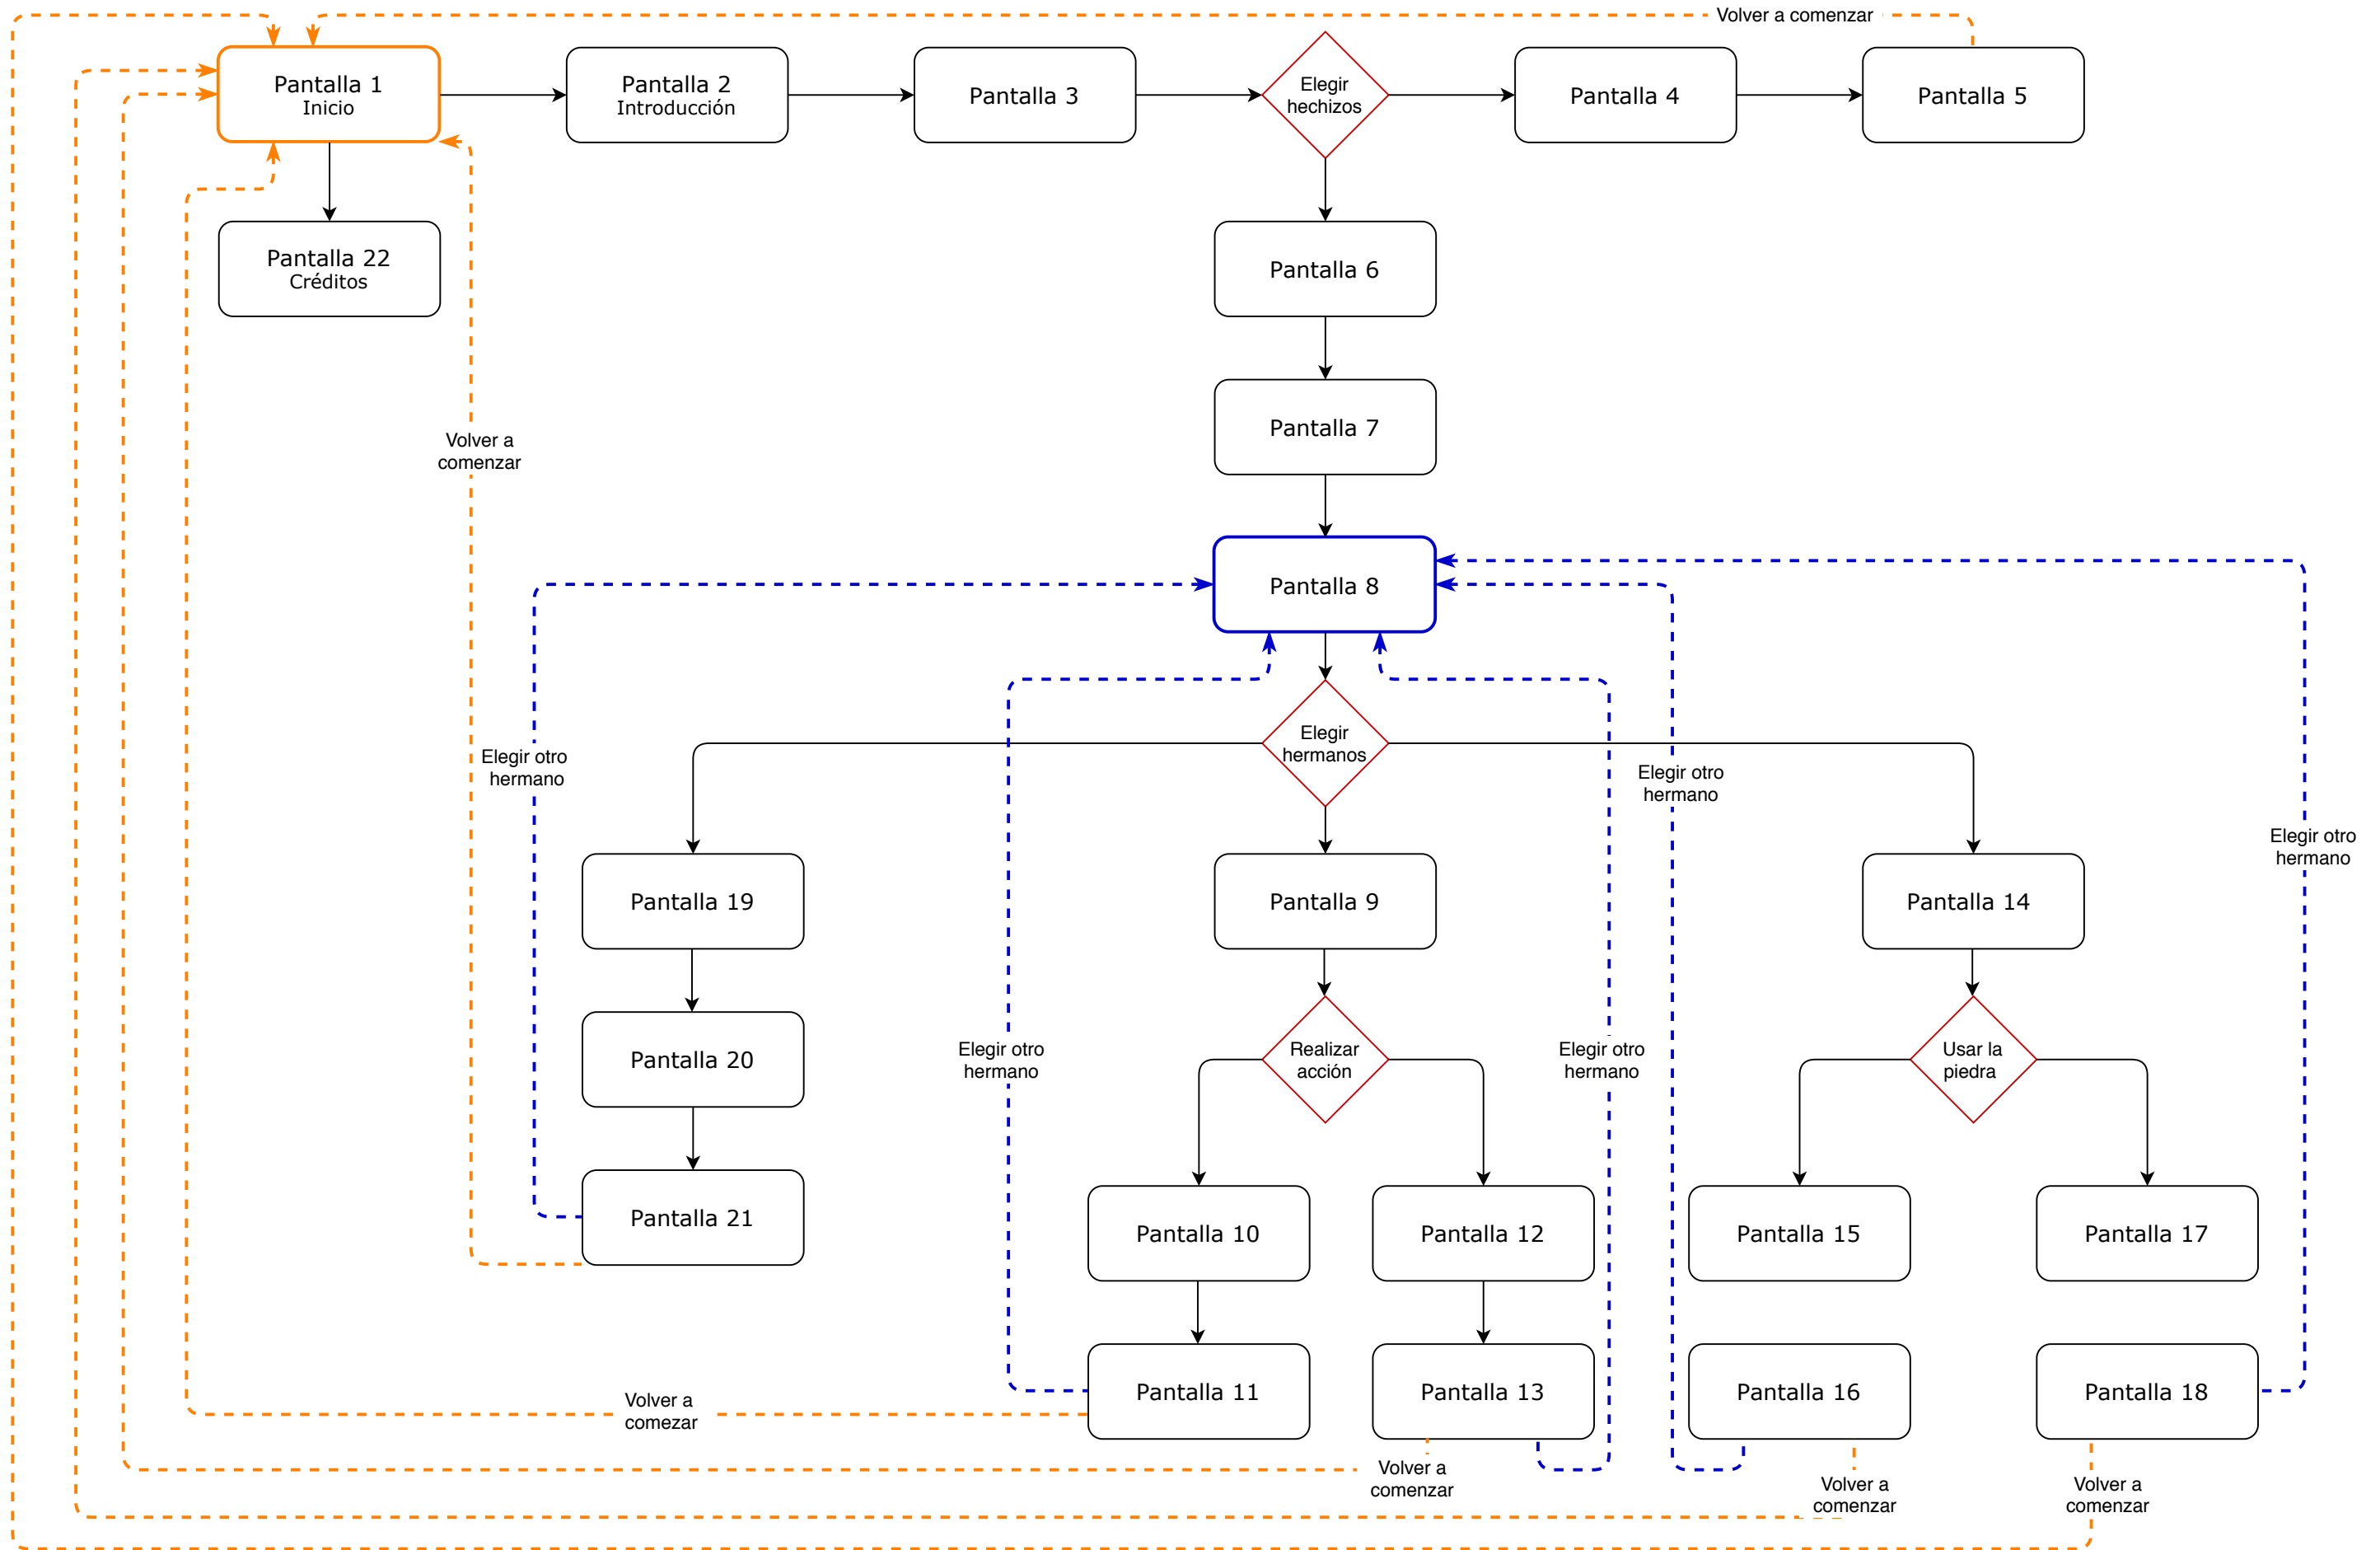 Volver a comenzar
Pantalla 1
Inicio
Pantalla 2
Introducción
Pantalla 3
Elegir
hechizos
Pantalla 4
Pantalla 5
Pantalla 22
Créditos
Pantalla 6
Pantalla 7
Volver a
comenzar
Pantalla 8
Elegir
hermanos
Elegir otro
hermano
Elegir otro
hermano
Elegir otro
hermano
Pantalla 19
Pantalla 9
Pantalla 14
Pantalla 20
Elegir otro
hermano
Realizar
acción
Elegir otro
hermano
Usar la
piedra
Pantalla 21
Pantalla 10
Pantalla 12
Pantalla 15
Pantalla 17
Volver a
comezar
Pantalla 11
Pantalla 13
Pantalla 16
Pantalla 18
Volver a
comenzar
Volver a
comenzar
Volver a
comenzar